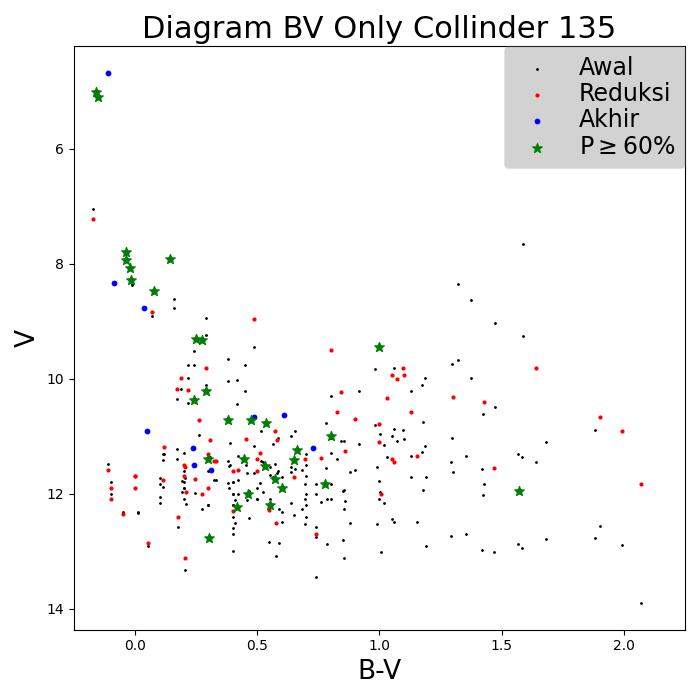 Diagram BV Only Collinder 135
Awal
Reduksi
Akhir
P ≥ 60%
V
6
8
10
12
14
0.0 0.5 1.0 1.5 2.0
B-V